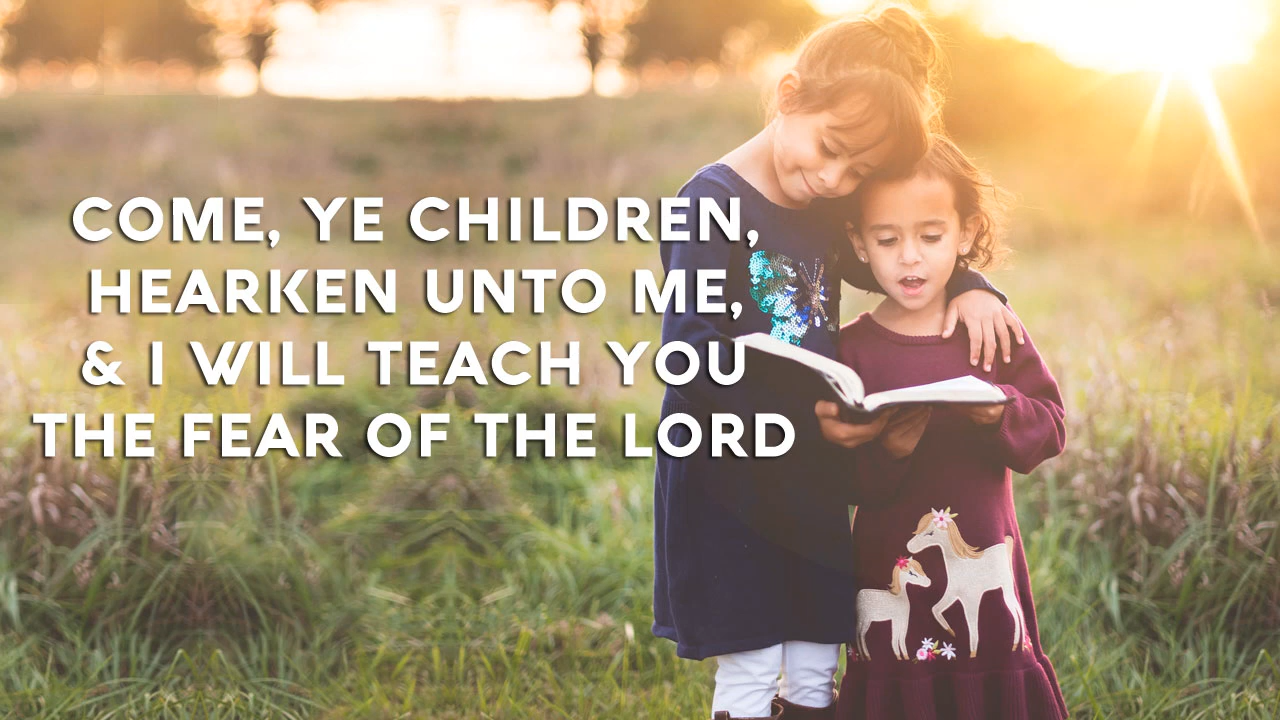 COME, YE CHILDREN,
HEARKEN UNTO ME,
& I WILL TEACH YOU
THE FEAR OF THE LORD